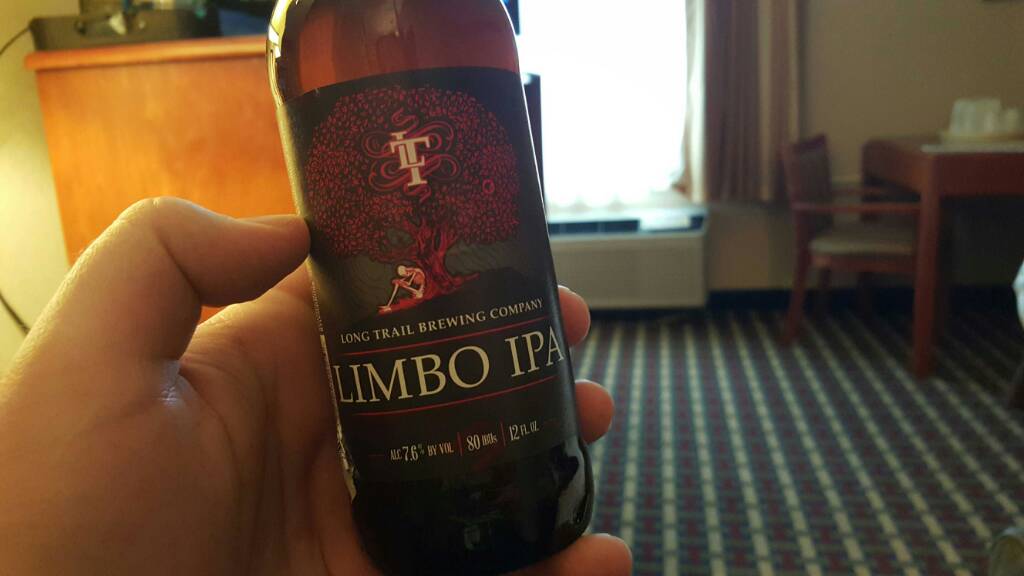 LT
LONG TRAIL BREWING COMPANY
LIMBO IPA
ALC 7.6% BY VOL | 80 IBUs | 12 FL. OZ.